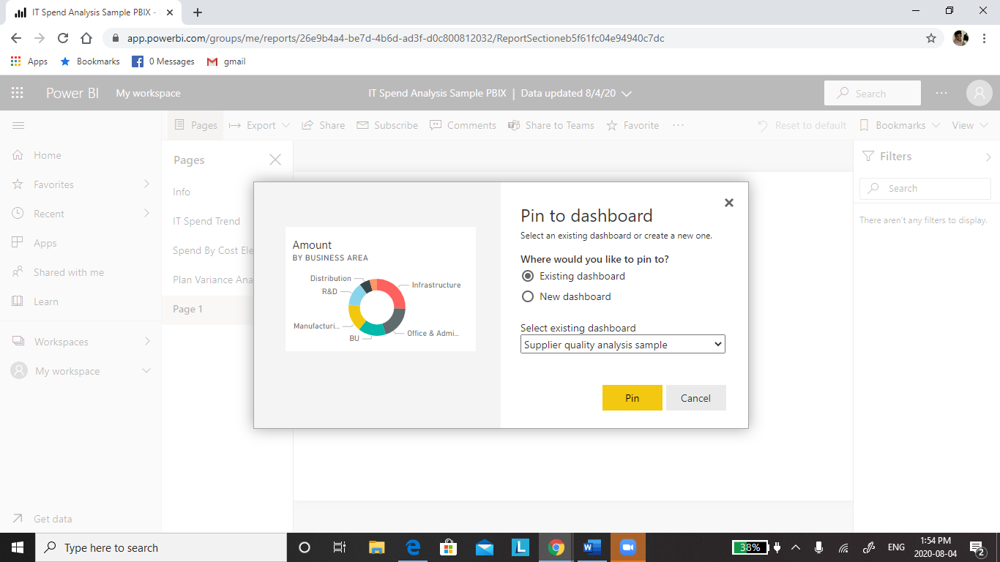 IT Spend Analysis Sample PBIX -
app.powerbi.com/groups/me/reports/26e9b4a4-be7d-4b6d-ad3f-d0c800812032/ReportSectioneb5f61fc04e94940c7dc
Apps Bookmarks 0 Messages gmail
Power BI My workspace IT Spend Analysis Sample PBIX | Data updated 8/4/20 Search
Pages Export Share Subscribe Comments Share to Teams Favorite Reset to default Bookmarks View
Home
Favorites
Recent
Apps
Shared with me
Learn
Workspaces
My workspace
Get data
Pages
Info
IT Spend Trend
Spend By Cost Ele
Plan Variance Ana
Page 1
Amount
BY BUSINESS AREA
Distribution
Infrastructure
R&D
Manufacturi...
Office & Admi...
BU
Pin to dashboard
Select an existing dashboard or create a new one.
Where would you like to pin to?
Existing dashboard
New dashboard
Select existing dashboard
Supplier quality analysis sample
Pin Cancel
Filters
Search
There aren't any filters to display.
Type here to search
38%
ENG
1:54 PM
2020-08-04
2